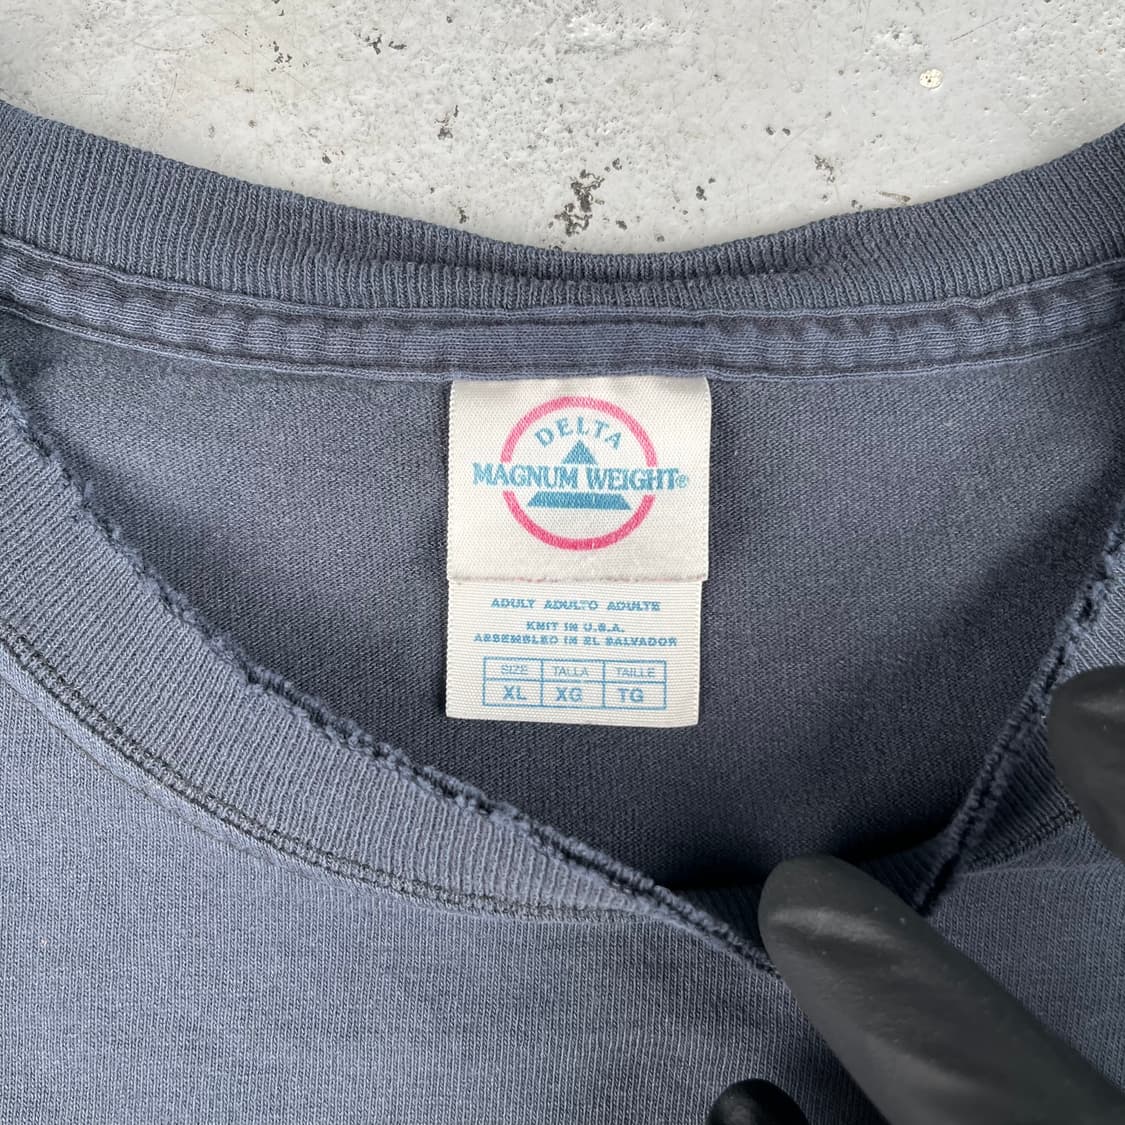 DELTA
MAGNUM WEIGHT®
ADULT ADULTO ADULTE
KNIT IN U.S.A.
ASSEMBLED IN EL SALVADOR
SIZE TALLA TAILLE
XL XG TG